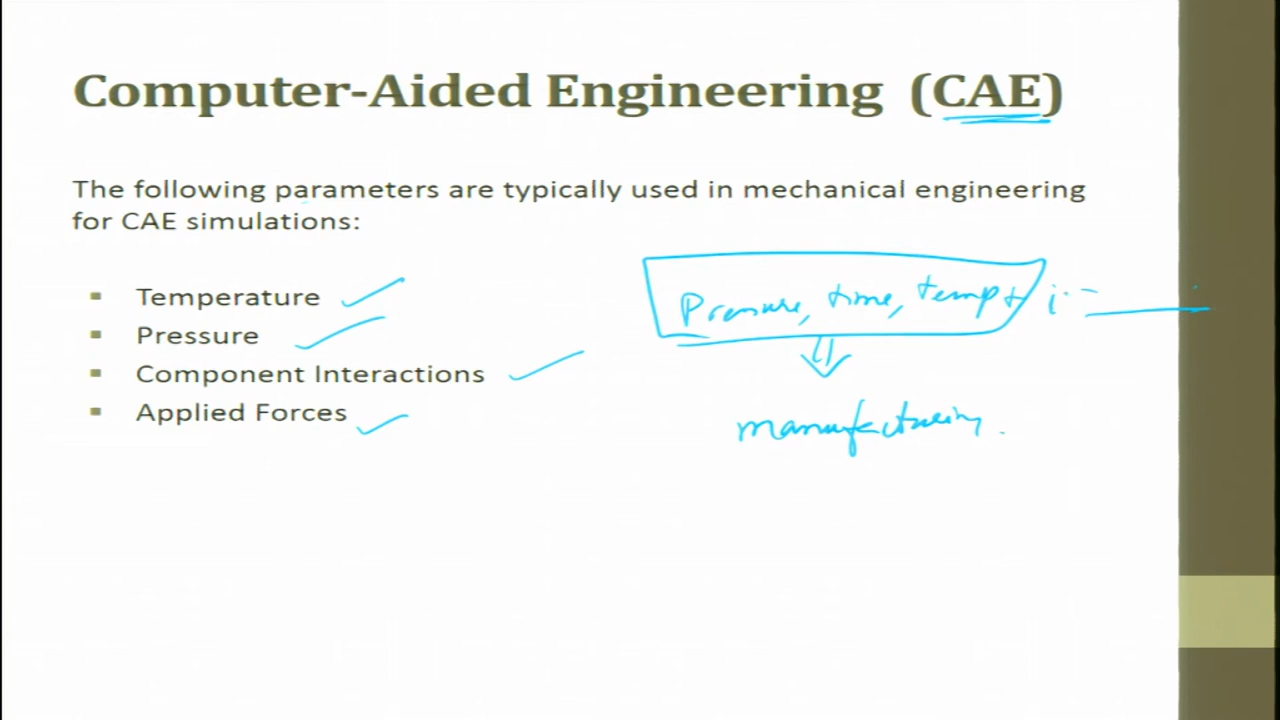 Computer-Aided Engineering (CAE)
The following parameters are typically used in mechanical engineering
for CAE simulations:
▪ Temperature
▪ Pressure
▪ Component Interactions
▪ Applied Forces
Pressure, time, temp
manufacturing.